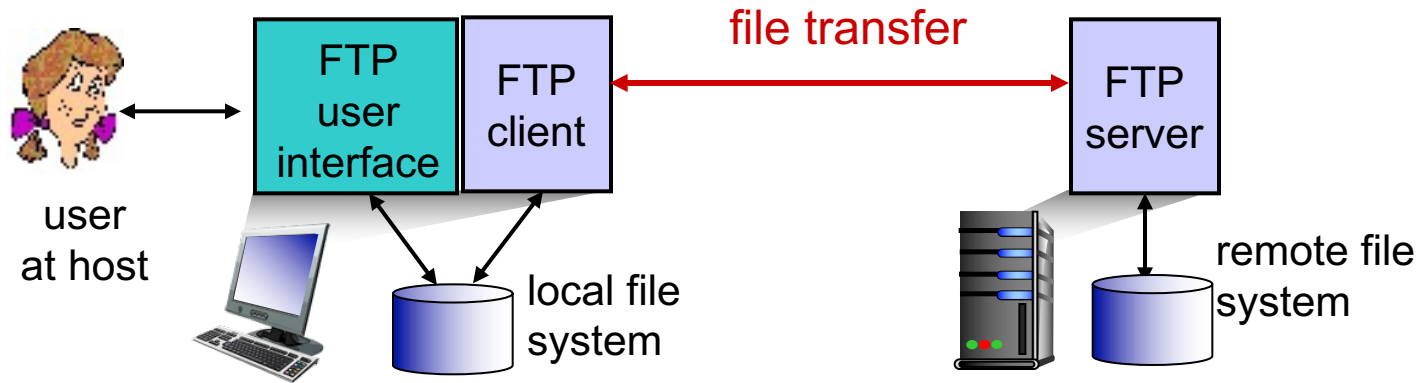 file transfer
FTP
user
interface
FTP
client
FTP
server
user
at host
local file
system
remote file
system